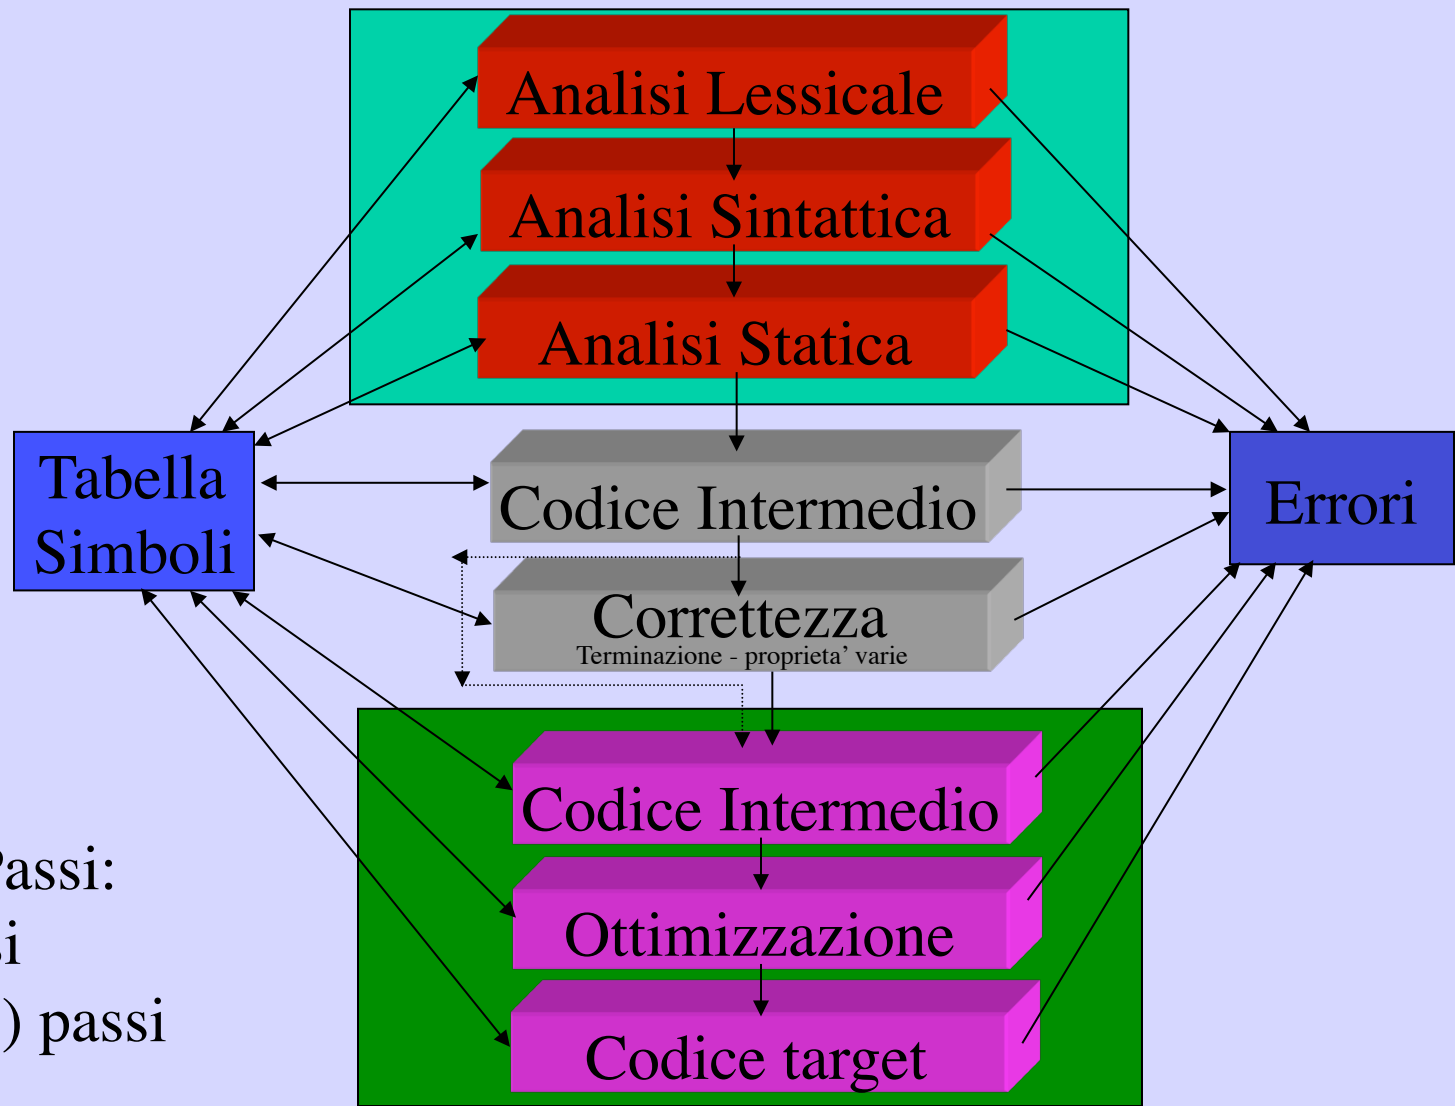 Analisi Lessicale
Analisi Sintattica
Analisi Statica
Tabella
Simboli
Codice Intermedio
Errori
Correttezza
Terminazione - proprieta’ varie
Codice Intermedio
Ottimizzazione
Codice target
assi:
i
) passi